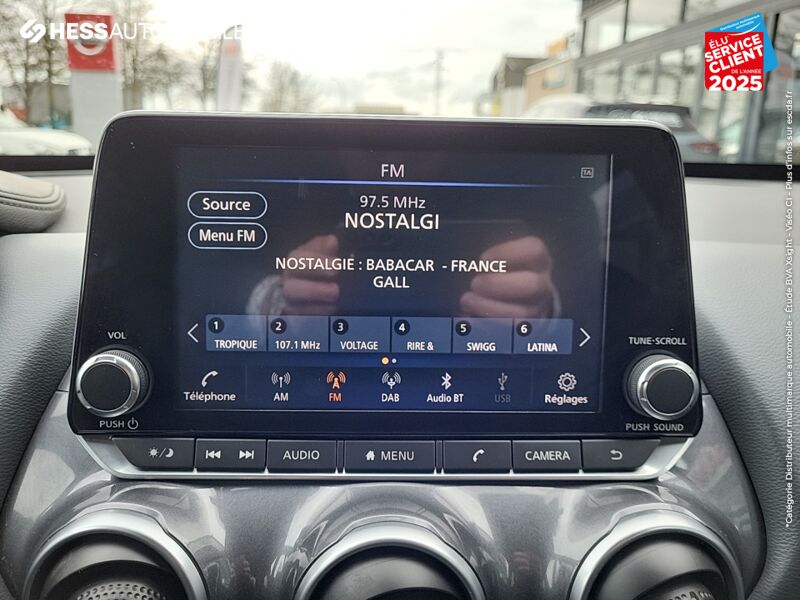 HESSAUTOMOBILE
ÉLU
SERVICE
CLIENT
DE L'ANNÉE
2025
*Catégorie Distributeur multimarque automobile - Étude BVA Xsight - Viséo CI - Plus d'infos sur escda.fr
FM
TA
Source
97.5 MHz
NOSTALGI
Menu FM
NOSTALGIE : BABACAR - FRANCE
GALL
1 TROPIQUE
2 107.1 MHz
3 VOLTAGE
4 RIRE &
5 SWIGG
6 LATINA
Téléphone
AM
FM
DAB
Audio BT
USB
Réglages
VOL
PUSH
TUNE·SCROLL
PUSH SOUND
AUDIO
MENU
CAMERA